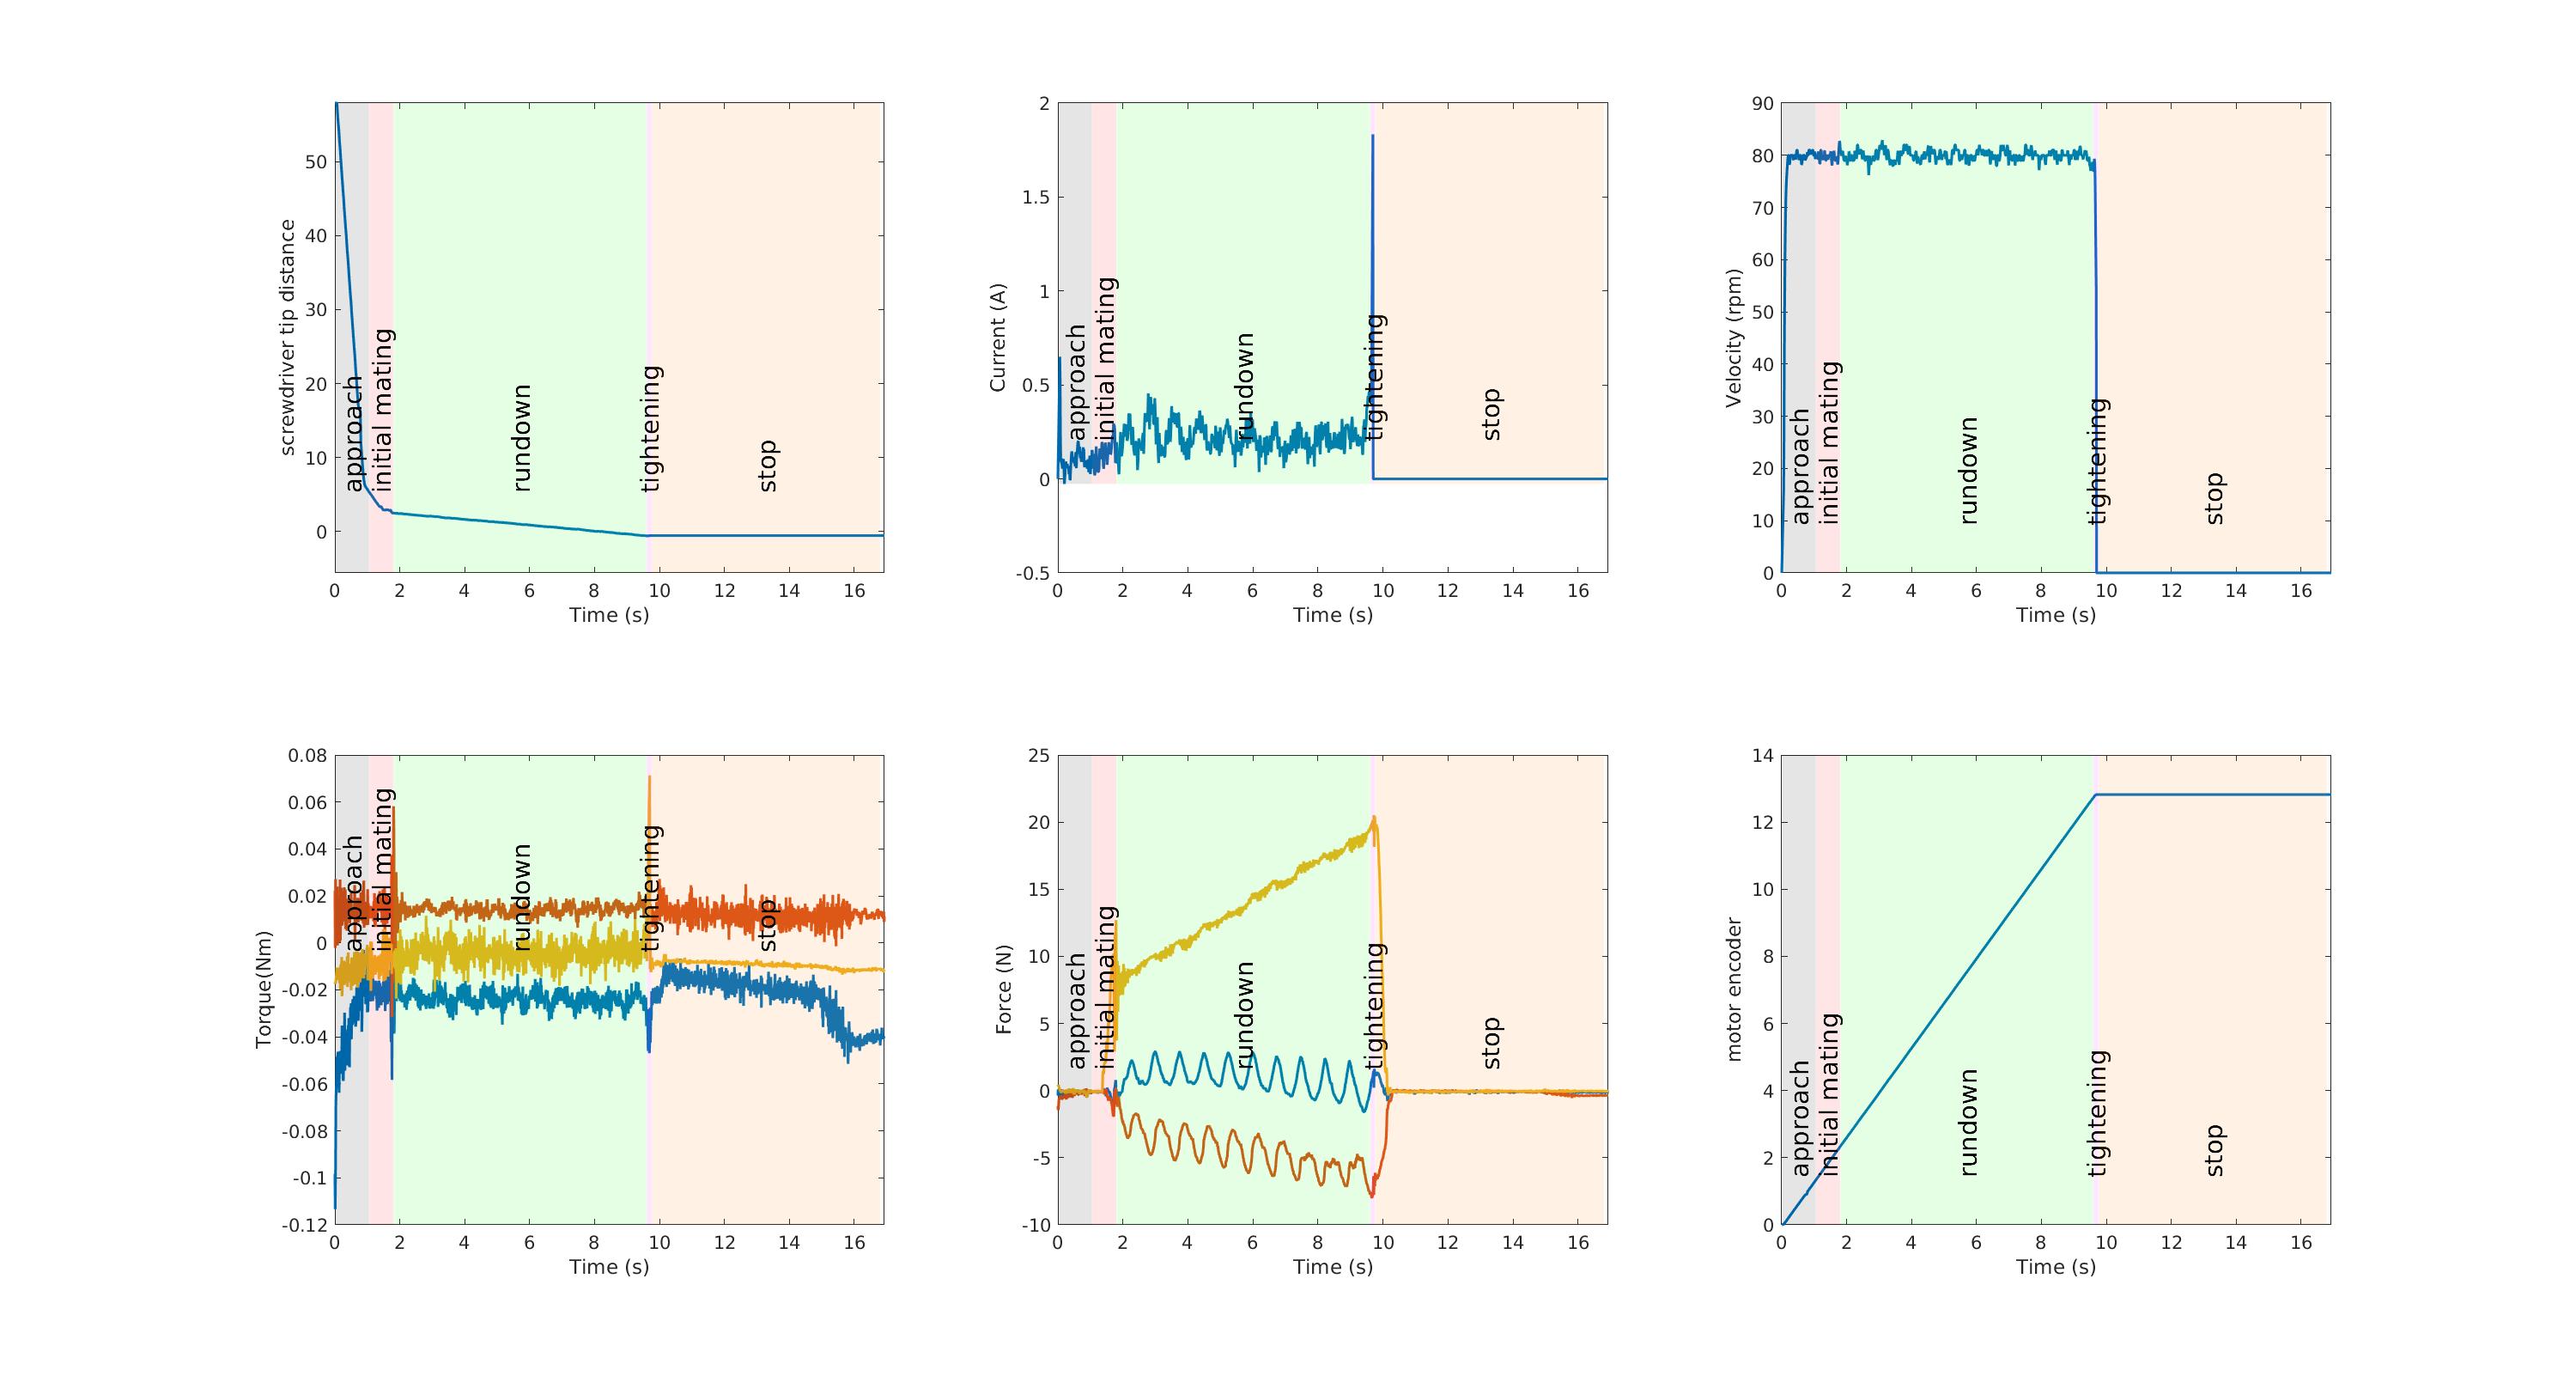 screwdriver tip distance
50
40
30
20
10
0
approach
initial mating
rundown
tightening
stop
0 2 4 6 8 10 12 14 16
Time (s)
Current (A)
2
1.5
1
0.5
0
-0.5
approach
initial mating
rundown
tightening
stop
0 2 4 6 8 10 12 14 16
Time (s)
Velocity (rpm)
90
80
70
60
50
40
30
20
10
0
approach
initial mating
rundown
tightening
stop
0 2 4 6 8 10 12 14 16
Time (s)
Torque(Nm)
0.08
0.06
0.04
0.02
0
-0.02
-0.04
-0.06
-0.08
-0.1
-0.12
approach
initial mating
rundown
tightening
stop
0 2 4 6 8 10 12 14 16
Time (s)
Force (N)
25
20
15
10
5
0
-5
-10
approach
initial mating
rundown
tightening
stop
0 2 4 6 8 10 12 14 16
Time (s)
motor encoder
14
12
10
8
6
4
2
0
approach
initial mating
rundown
tightening
stop
0 2 4 6 8 10 12 14 16
Time (s)